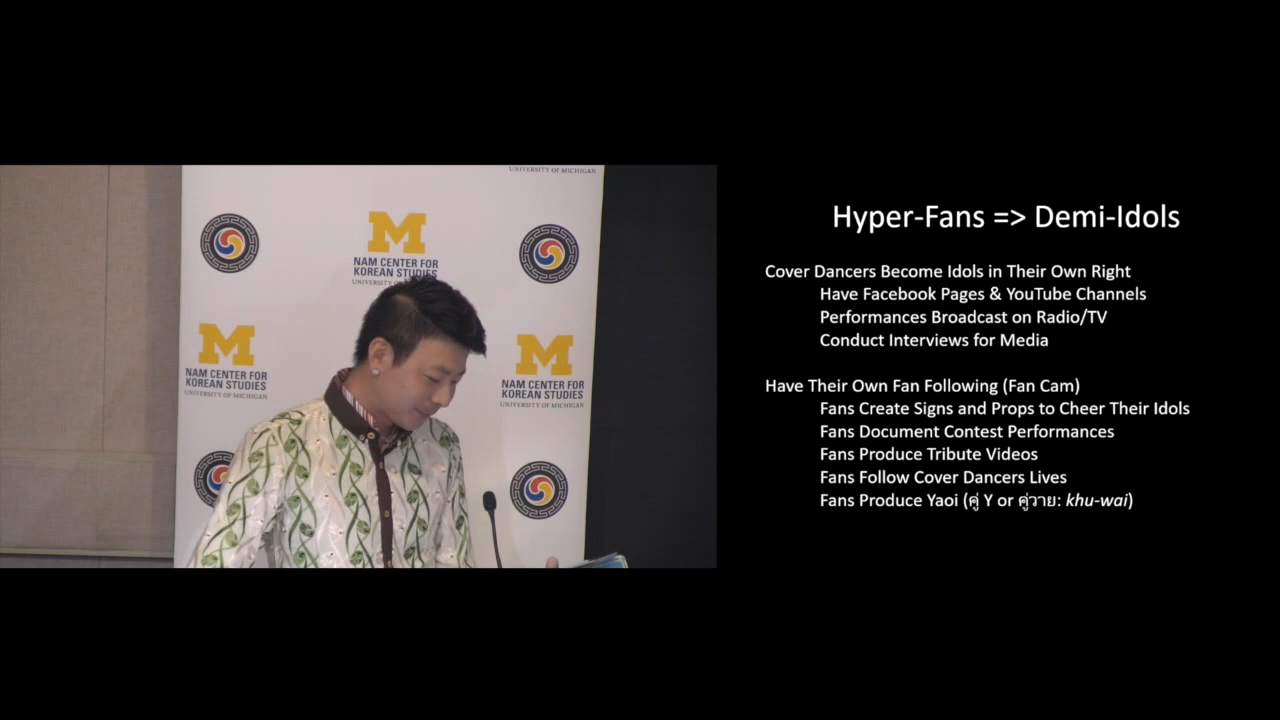 UNIVERSITY OF MICHIGAN
M
NAM CENTER FOR
KOREAN STUDIES
UNIVERSITY OF
M
NAM CENTER FOR
KOREAN STUDIES
UNIVERSITY OF MICHIGAN
M
NAM CENTER FOR
KOREAN STUDIES
UNIVERSITY OF MICHIGAN
Hyper-Fans => Demi-Idols
Cover Dancers Become Idols in Their Own Right
Have Facebook Pages & YouTube Channels
Performances Broadcast on Radio/TV
Conduct Interviews for Media
Have Their Own Fan Following (Fan Cam)
Fans Create Signs and Props to Cheer Their Idols
Fans Document Contest Performances
Fans Produce Tribute Videos
Fans Follow Cover Dancers Lives
Fans Produce Yaoi (คู่ Y or คู่วาย: khu-wai)